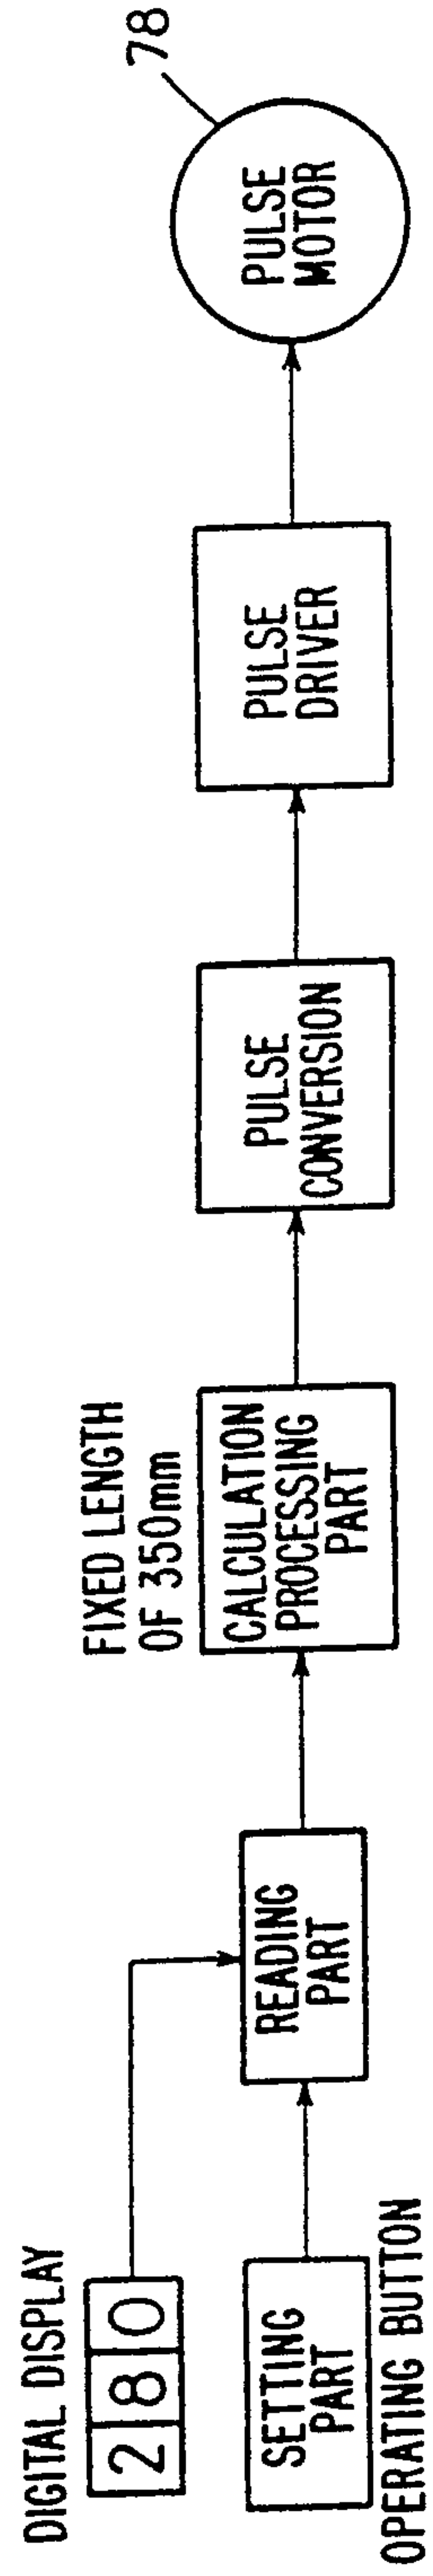 DIGITAL DISPLAY
2 8 0
SETTING
PART
OPERATING BUTTON
READING
PART
FIXED LENGTH
OF 350mm
CALCULATION
PROCESSING
PART
PULSE
CONVERSION
PULSE
DRIVER
PULSE
MOTOR
78